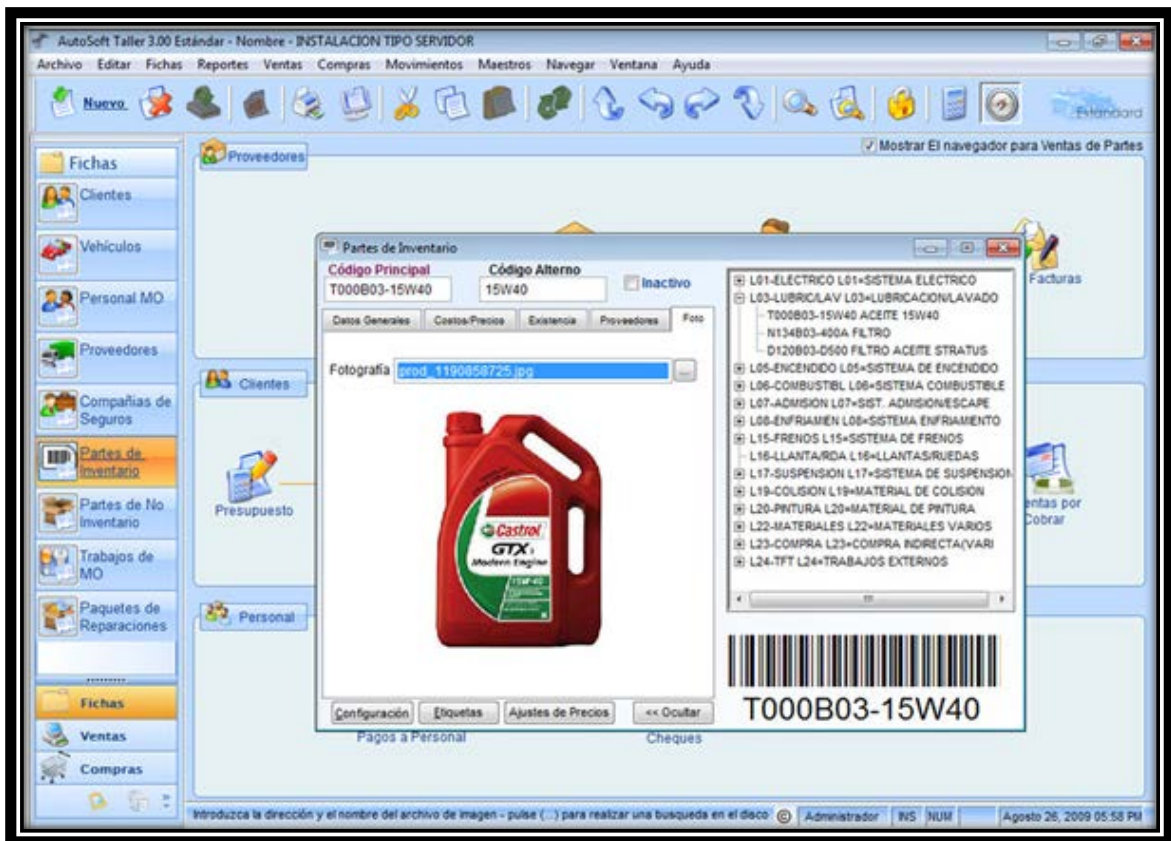 AutoSoft Taller 3.00 Estándar - Nombre - INSTALACION TIPO SERVIDOR
Archivo Editar Fichas Reportes Ventas Compras Movimientos Maestros Navegar Ventana Ayuda
Nuevo
Estandard
Fichas
Clientes
Vehículos
Personal MO
Proveedores
Compañias de
Seguros
Partes de
Inventario
Partes de No
Inventario
Trabajos de
MO
Paquetes de
Reparaciones
Fichas
Ventas
Compras
Proveedores
Mostrar El navegador para Ventas de Partes
Facturas
Clientes
Presupuesto
entas por
Cobrar
Personal
Pagos a Personal
Cheques
Partes de Inventario
Código Principal
Código Alterno
T000B03-15W40
15W40
Inactivo
Datos Generales
Costos/Precios
Existencia
Proveedores
Foto
Fotografía
prod_1190858725.jpg
...
Castrol
GTX
Modern Engine
15W-40
L01-ELECTRICO L01=SISTEMA ELECTRICO
L03-LUBRIC/LAV L03=LUBRICACION/LAVADO
T000B03-15W40 ACEITE 15W40
N134B03-400A FILTRO
D120B03-D500 FILTRO ACEITE STRATUS
L05-ENCENDIDO L05=SISTEMA DE ENCENDIDO
L06-COMBUSTIBL L06=SISTEMA COMBUSTIBLE
L07-ADMISION L07=SIST. ADMISION/ESCAPE
L08-ENFRIAMIEN L08=SISTEMA ENFRIAMIENTO
L15-FRENOS L15=SISTEMA DE FRENOS
L16-LLANTA/RDA L16=LLANTAS/RUEDAS
L17-SUSPENSION L17=SISTEMA DE SUSPENSION
L19-COLISION L19=MATERIAL DE COLISION
L20-PINTURA L20=MATERIAL DE PINTURA
L22-MATERIALES L22=MATERIALES VARIOS
L23-COMPRA L23=COMPRA INDIRECTA(VARI
L24-TFT L24=TRABAJOS EXTERNOS
T000B03-15W40
Configuración
Etiquetas
Ajustes de Precios
<< Ocultar
Introduzca la dirección y el nombre del archivo de imagen - pulse (...) para realizar una busqueda en el disco
Administrador
INS
NUM
Agosto 26, 2009 05:58 PM